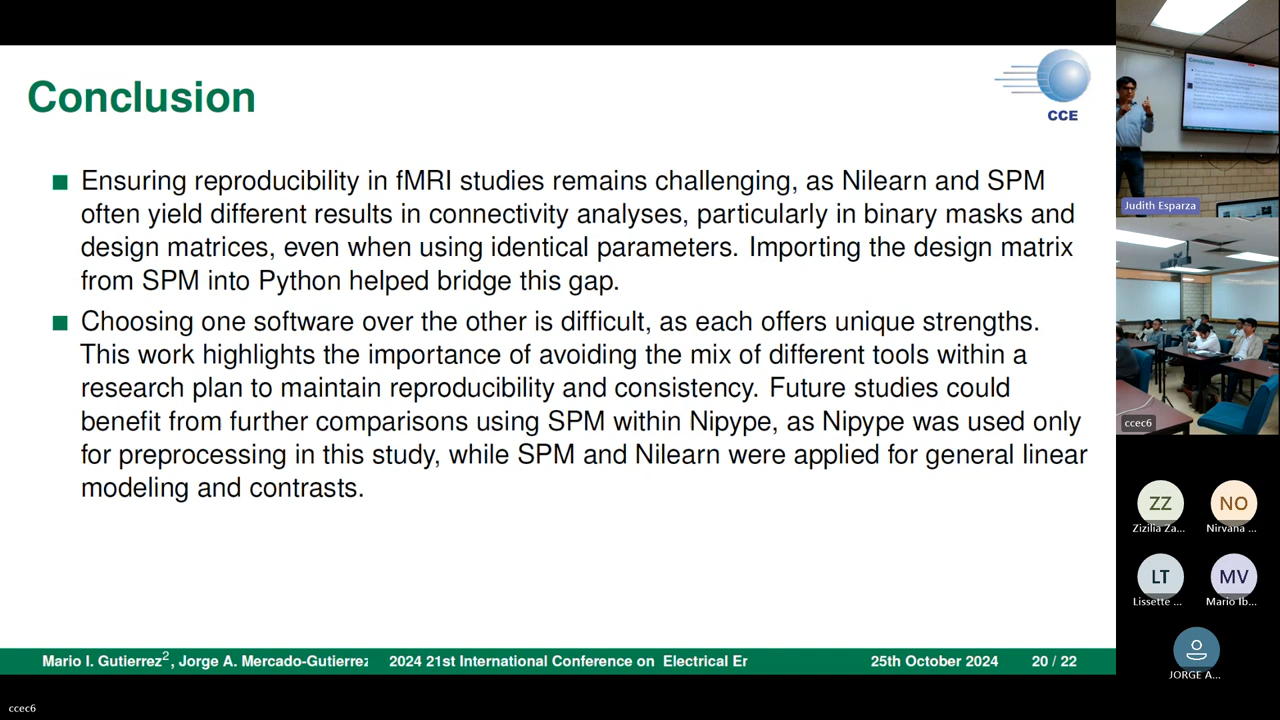 Conclusion
CCE
Ensuring reproducibility in fMRI studies remains challenging, as Nilearn and SPM
often yield different results in connectivity analyses, particularly in binary masks and
design matrices, even when using identical parameters. Importing the design matrix
from SPM into Python helped bridge this gap.
Choosing one software over the other is difficult, as each offers unique strengths.
This work highlights the importance of avoiding the mix of different tools within a
research plan to maintain reproducibility and consistency. Future studies could
benefit from further comparisons using SPM within Nipype, as Nipype was used only
for preprocessing in this study, while SPM and Nilearn were applied for general linear
modeling and contrasts.
Mario I. Gutierrez², Jorge A. Mercado-Gutierrez 2024 21st International Conference on Electrical Er 25th October 2024 20 / 22
ccec6
Conclusion
Judith Esparza
ccec6
ZZ NO
Zizilia Za... Nirvana ...
LT MV
Lissette ... Mario Ib...
JORGE A...